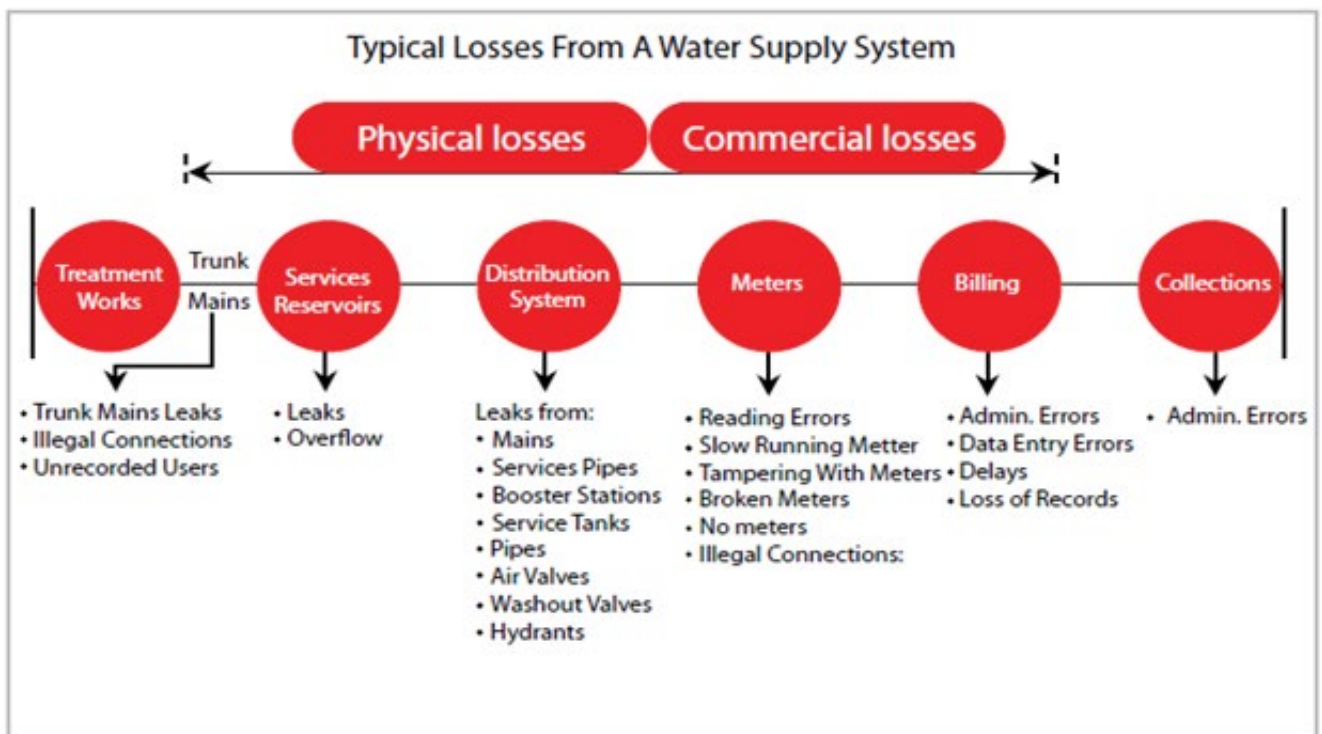 Typical Losses From A Water Supply System
Physical losses
Commercial losses
Treatment
Works
Trunk
Mains
Services
Reservoirs
Distribution
System
Meters
Billing
Collections
• Trunk Mains Leaks
• Illegal Connections
• Unrecorded Users
• Leaks
• Overflow
Leaks from:
• Mains
• Services Pipes
• Booster Stations
• Service Tanks
• Pipes
• Air Valves
• Washout Valves
• Hydrants
• Reading Errors
• Slow Running Metter
• Tampering With Meters
• Broken Meters
• No meters
• Illegal Connections:
• Admin. Errors
• Data Entry Errors
• Delays
• Loss of Records
• Admin. Errors